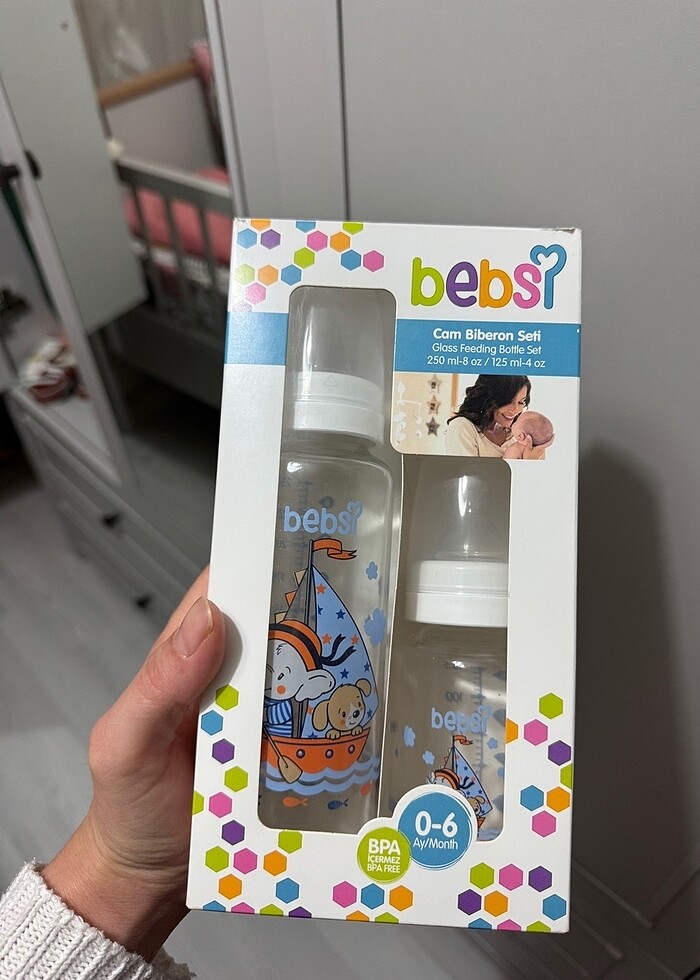 bebsi
Cam Biberon Seti
Glass Feeding Bottle Set
250 ml-8 oz / 125 ml-4 oz
bebsi
100
bebsi
0-6
Ay/Month
BPA
İÇERMEZ
BPA FREE